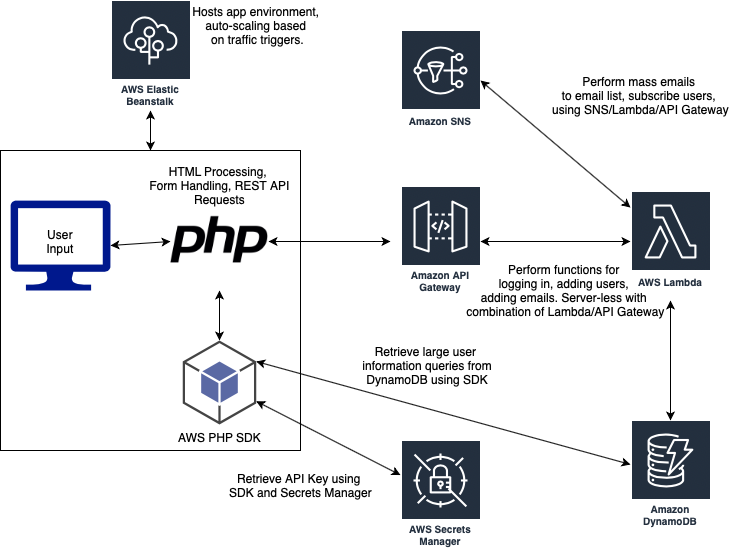 Hosts app environment,
auto-scaling based
on traffic triggers.
AWS Elastic
Beanstalk
Amazon SNS
Perform mass emails
to email list, subscribe users,
using SNS/Lambda/API Gateway
HTML Processing,
Form Handling, REST API
Requests
User
Input
php
</>
Amazon API
Gateway
AWS Lambda
Perform functions for
logging in, adding users,
adding emails. Server-less with
combination of Lambda/API Gateway
Retrieve large user
information queries from
DynamoDB using SDK
AWS PHP SDK
Retrieve API Key using
SDK and Secrets Manager
AWS Secrets
Manager
Amazon
DynamoDB